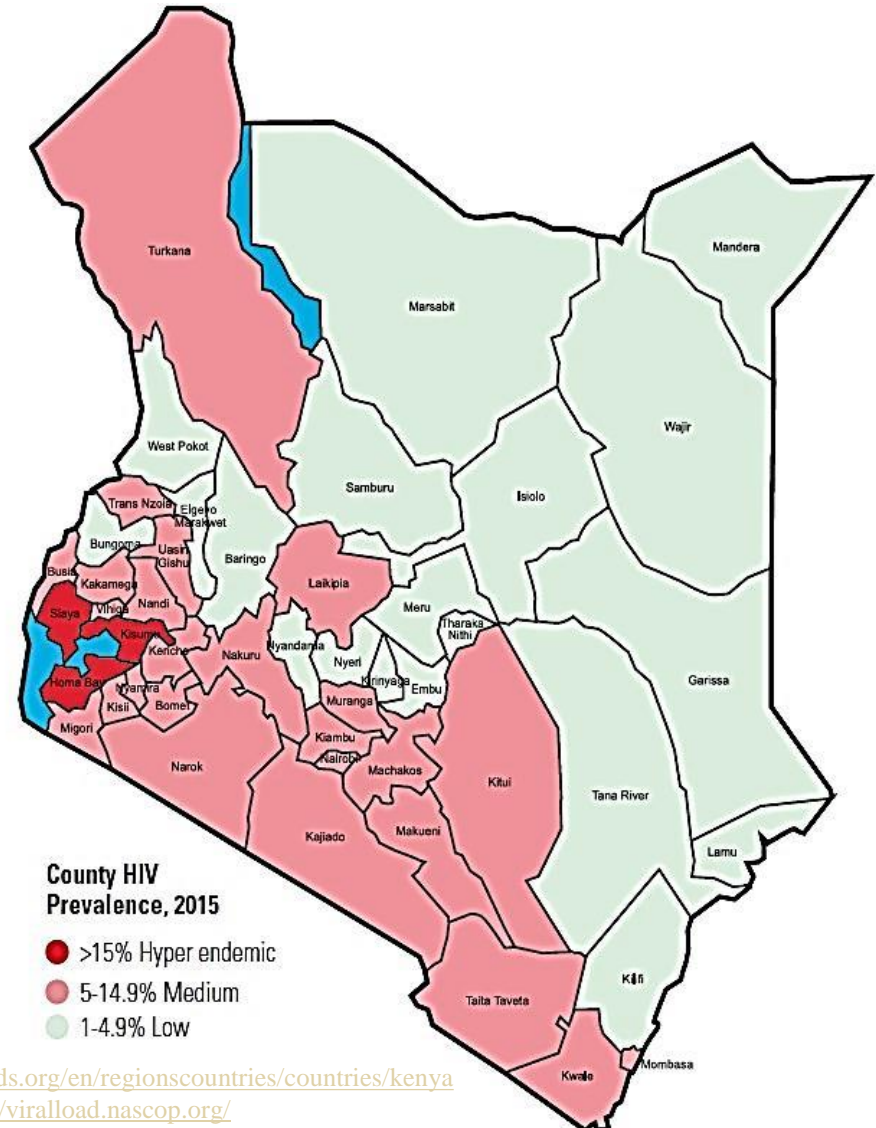 Turkana
Mandera
Marsabit
Wajir
West Pokot
Samburu
Isiolo
Trans Nzoia
Elgeyo
Marakwet
Bungoma
Uasin
Gishu
Baringo
Busia
Kakamega
Laikipia
Siaya
Vihiga
Nandi
Meru
Kisumu
Tharaka
Nithi
Kericho
Nakuru
Nyandarua
Nyeri
Garissa
Homa Bay
Nyamira
Kirinyaga
Embu
Kisii
Bomet
Muranga
Migori
Kiambu
Nairobi
Narok
Machakos
Kitui
Tana River
Kajiado
Makueni
Lamu
County HIV
Prevalence, 2015
>15% Hyper endemic
5-14.9% Medium
1-4.9% Low
Kilifi
Taita Taveta
Mombasa
Kwale
ds.org/en/regionscountries/countries/kenya
/viralload.nascop.org/